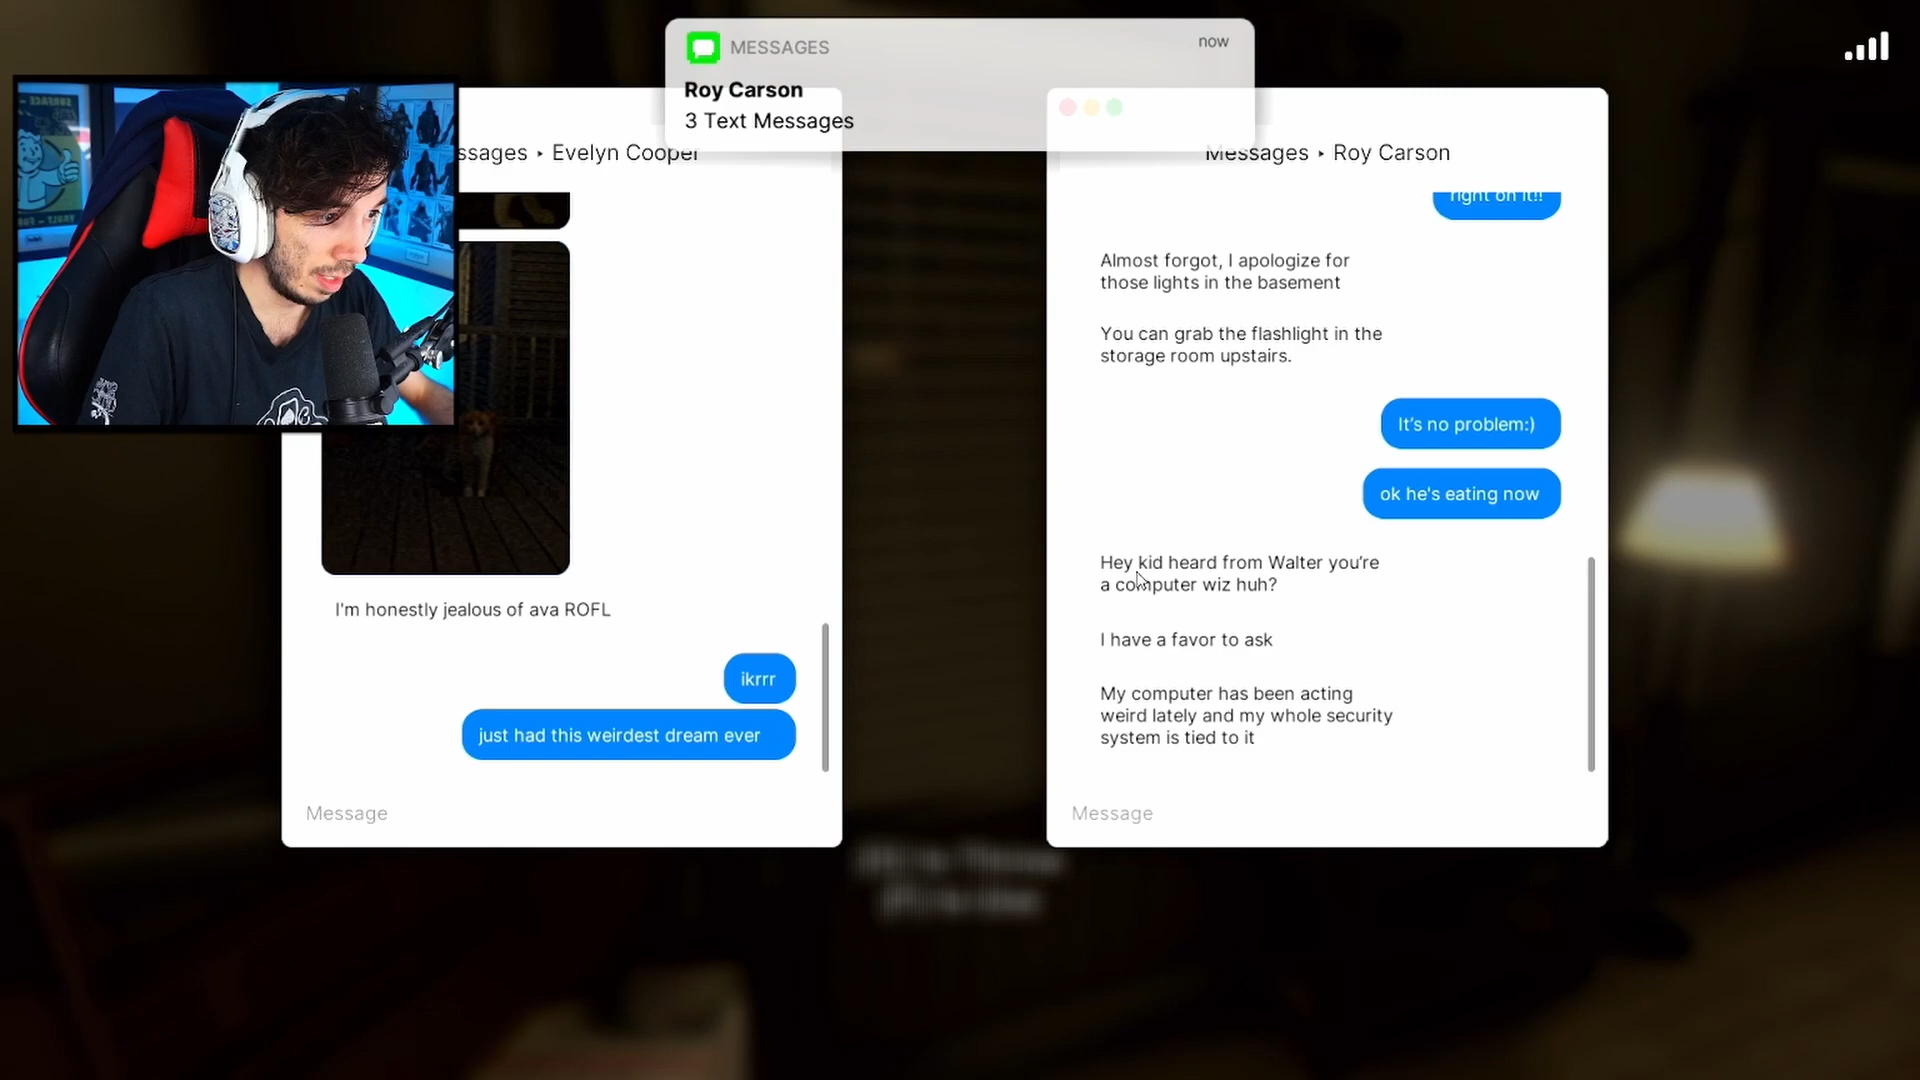 MESSAGES
now
Roy Carson
3 Text Messages
ssages ‣ Evelyn Cooper
I'm honestly jealous of ava ROFL
ikrrr
just had this weirdest dream ever
Message
Messages ‣ Roy Carson
right on it!!
Almost forgot, I apologize for
those lights in the basement
You can grab the flashlight in the
storage room upstairs.
It’s no problem:)
ok he's eating now
Hey kid heard from Walter you’re
a computer wiz huh?
I have a favor to ask
My computer has been acting
weird lately and my whole security
system is tied to it
Message